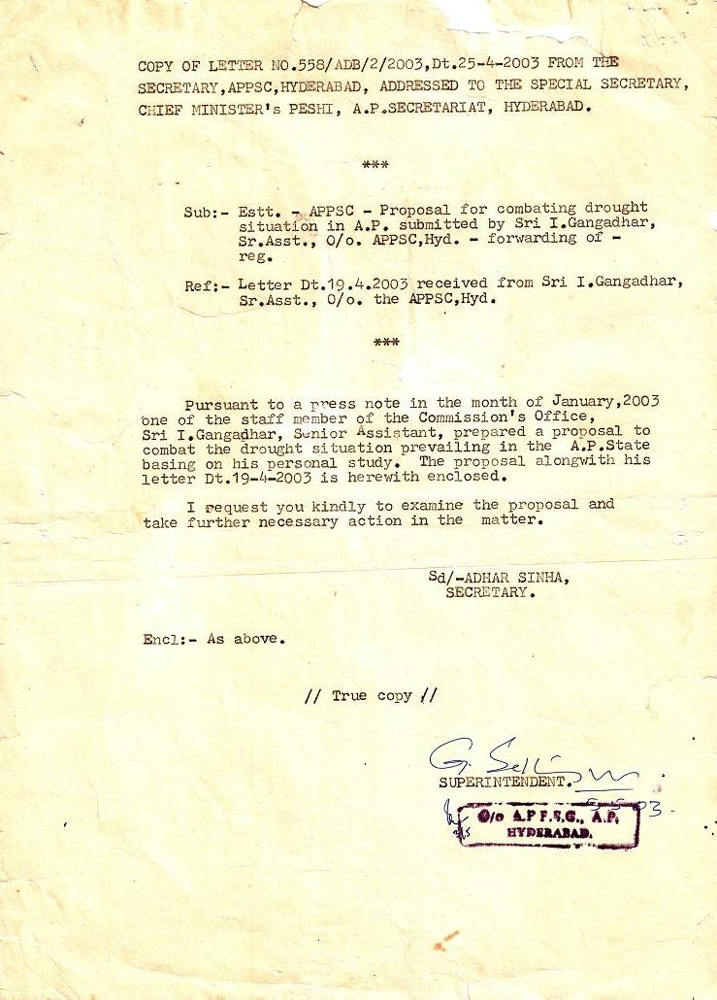 COPY OF LETTER NO.558/ADB/2/2003,Dt.25-4-2003 FROM THE
SECRETARY,APPSC,HYDERABAD, ADDRESSED TO THE SPECIAL SECRETARY,
CHIEF MINISTER's PESHI, A.P.SECRETARIAT, HYDERABAD.
***
Sub:- Estt. - APPSC - Proposal for combating drought
situation in A.P. submitted by Sri I.Gangadhar,
Sr.Asst., O/o. APPSC,Hyd. - forwarding of -
reg.
Ref:- Letter Dt.19.4.2003 received from Sri I.Gangadhar,
Sr.Asst., O/o. the APPSC,Hyd.
***
Pursuant to a press note in the month of January,2003
one of the staff member of the Commission's Office,
Sri I.Gangadhar, Senior Assistant, prepared a proposal to
combat the drought situation prevailing in the A.P.State
basing on his personal study. The proposal alongwith his
letter Dt.19-4-2003 is herewith enclosed.
I request you kindly to examine the proposal and
take further necessary action in the matter.
Sd/-ADHAR SINHA,
SECRETARY.
Encl:- As above.
// True copy //
G.
SUPERINTENDENT.
5-5-03.
O/o A.P.P.S.C., A.P.
HYDERABAD.